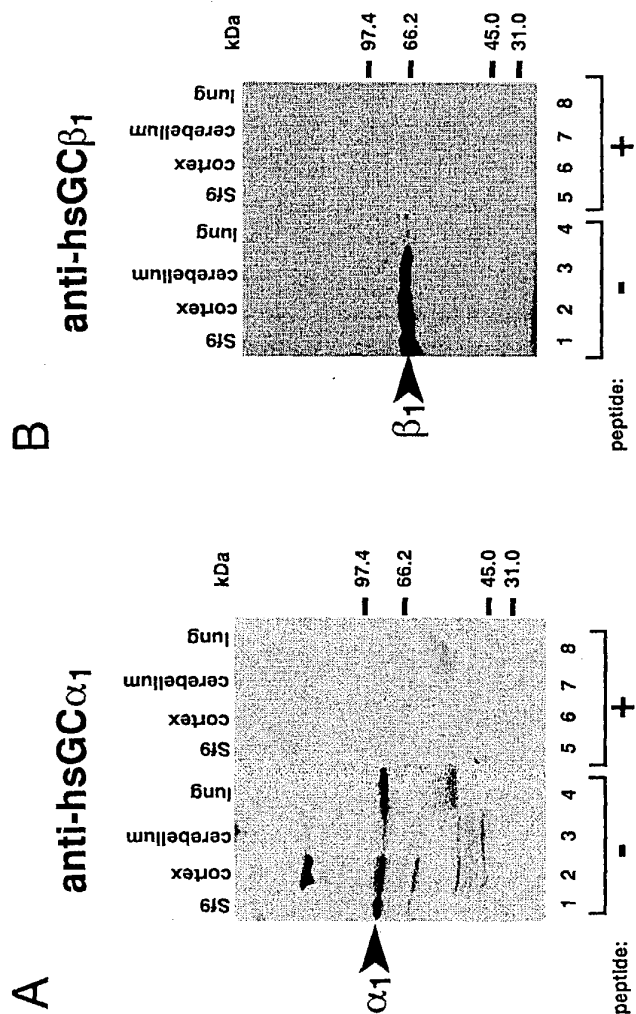 A
anti-hsGCα1
Sf9 cortex cerebellum lung Sf9 cortex cerebellum lung
kDa
97.4
66.2
45.0
31.0
α1
1 2 3 4 5 6 7 8
peptide: - +
B
anti-hsGCβ1
Sf9 cortex cerebellum lung Sf9 cortex cerebellum lung
kDa
97.4
66.2
45.0
31.0
β1
1 2 3 4 5 6 7 8
peptide: - +